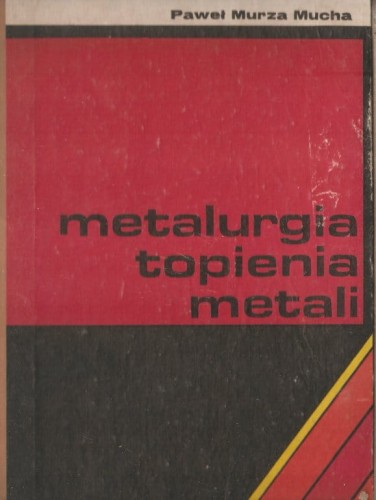 Paweł Murza Mucha
metalurgia
topienia
metali